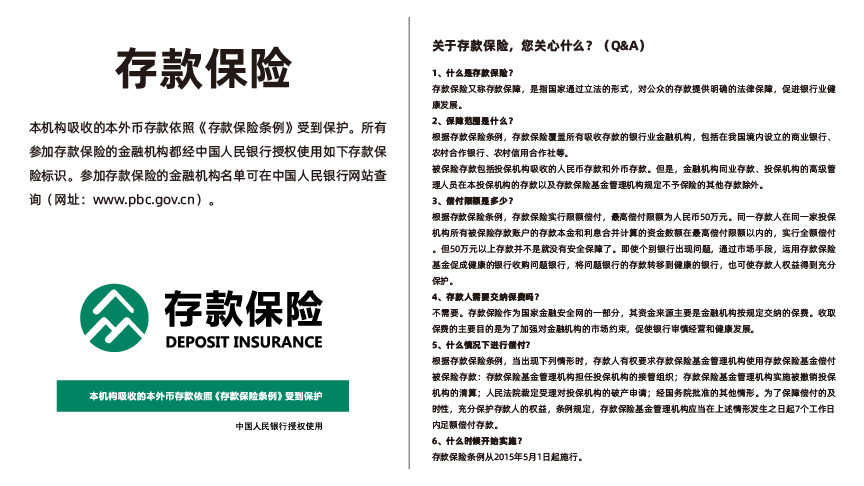 存款保险
本机构吸收的本外币存款依照《存款保险条例》受到保护。所有
参加存款保险的金融机构都经中国人民银行授权使用如下存款保
险标识。参加存款保险的金融机构名单可在中国人民银行网站查
询（网址：www.pbc.gov.cn）。
存款保险
DEPOSIT INSURANCE
本机构吸收的本外币存款依照《存款保险条例》受到保护
中国人民银行授权使用
关于存款保险，您关心什么？（Q&A）
1、什么是存款保险？
存款保险又称存款保障，是指国家通过立法的形式，对公众的存款提供明确的法律保障，促进银行业健
康发展。
2、保障范围是什么？
根据存款保险条例，存款保险覆盖所有吸收存款的银行业金融机构，包括在我国境内设立的商业银行、
农村合作银行、农村信用合作社等。
被保险存款包括投保机构吸收的人民币存款和外币存款。但是，金融机构同业存款、投保机构的高级管
理人员在本投保机构的存款以及存款保险基金管理机构规定不予保险的其他存款除外。
3、偿付限额是多少？
根据存款保险条例，存款保险实行限额偿付，最高偿付限额为人民币50万元。同一存款人在同一家投保
机构所有被保险存款账户的存款本金和利息合并计算的资金数额在最高偿付限额以内的，实行全额偿付
。但50万元以上存款并不是就没有安全保障了。即使个别银行出现问题，通过市场手段，运用存款保险
基金促成健康的银行收购问题银行，将问题银行的存款转移到健康的银行，也可使存款人权益得到充分
保护。
4、存款人需要交纳保费吗？
不需要。存款保险作为国家金融安全网的一部分，其资金来源主要是金融机构按规定交纳的保费。收取
保费的主要目的是为了加强对金融机构的市场约束，促使银行审慎经营和健康发展。
5、什么情况下进行偿付？
根据存款保险条例，当出现下列情形时，存款人有权要求存款保险基金管理机构使用存款保险基金偿付
被保险存款：存款保险基金管理机构担任投保机构的接管组织；存款保险基金管理机构实施被撤销投保
机构的清算；人民法院裁定受理对投保机构的破产申请；经国务院批准的其他情形。为了保障偿付的及
时性，充分保护存款人的权益，条例规定，存款保险基金管理机构应当在上述情形发生之日起7个工作日
内足额偿付存款。
6、什么时候开始实施？
存款保险条例从2015年5月1日起施行。